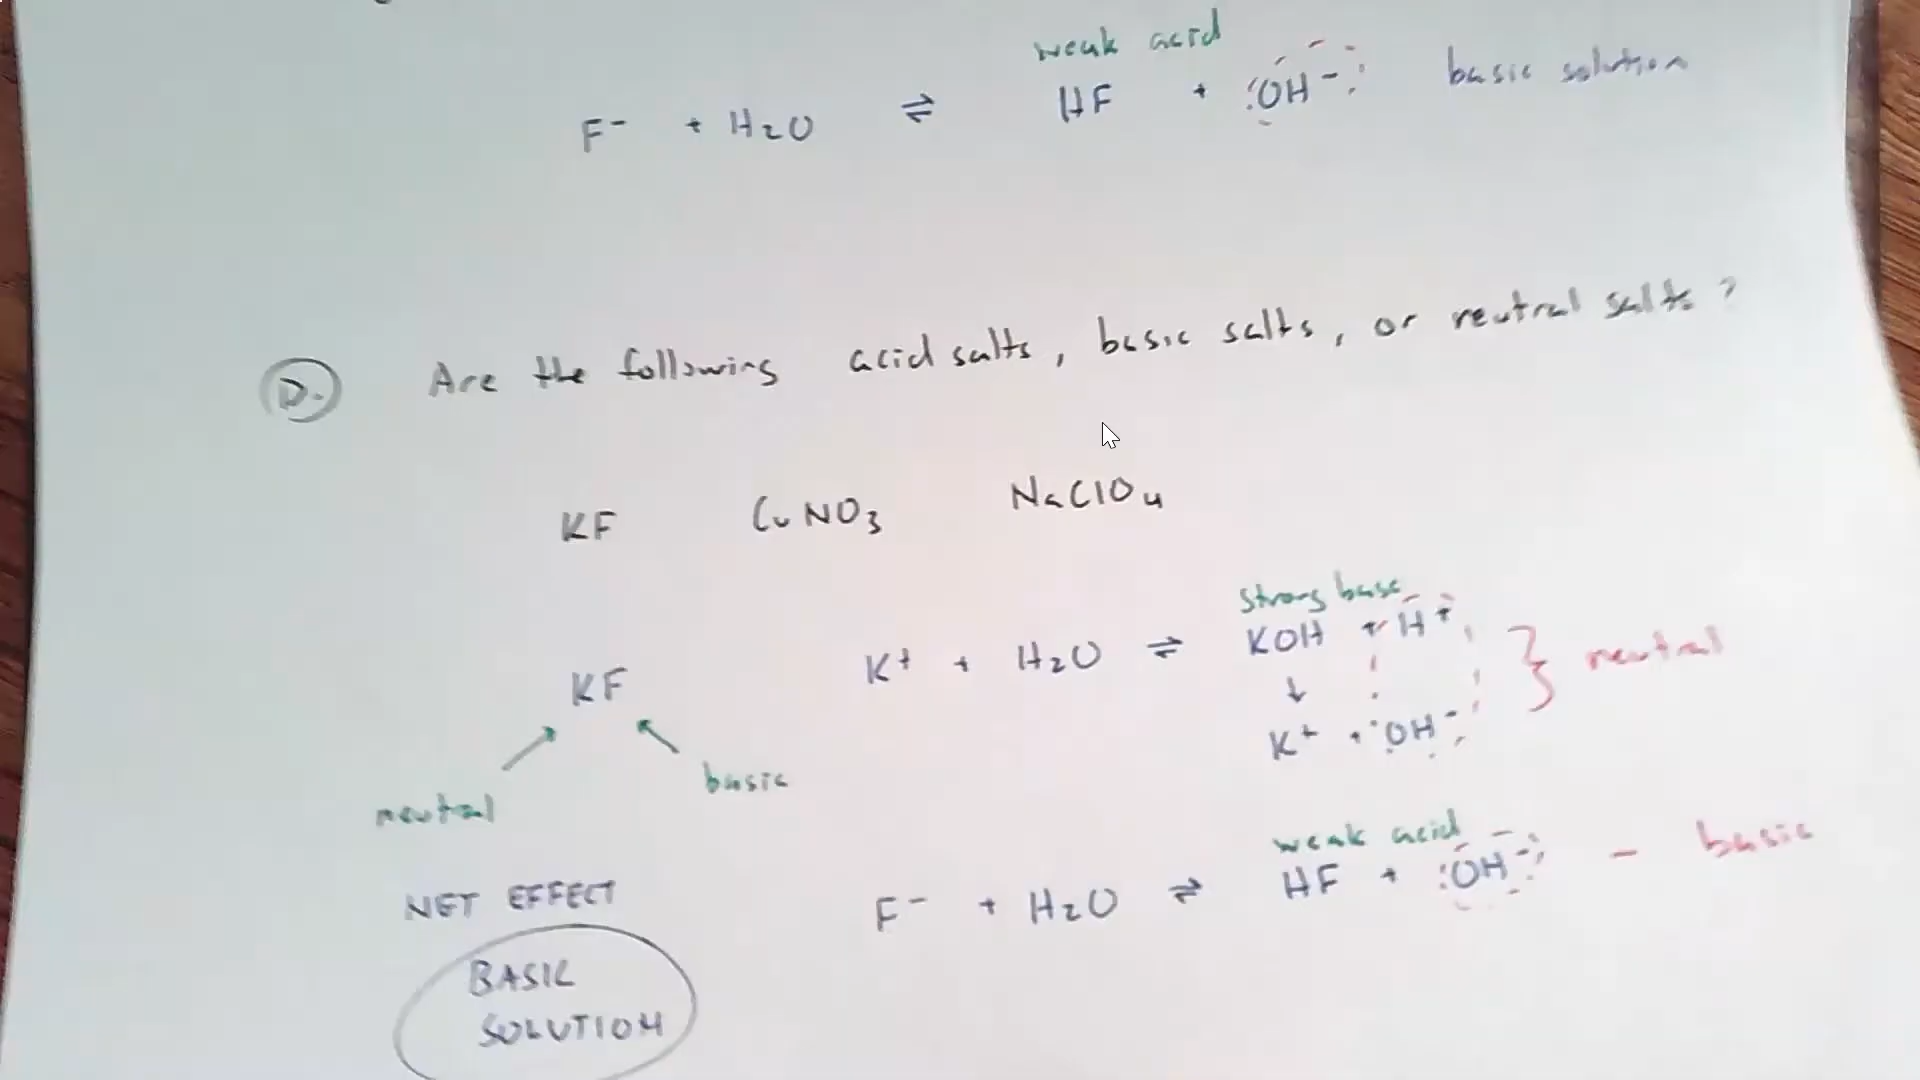 weak acid
F⁻ + H₂O ⇌ HF + :OH⁻ basic solution
D. Are the following acid salts, basic salts, or neutral salts?
KF CuNO₃ NaClO₄
strong base
KF K⁺ + H₂O ⇌ KOH + H⁺ } neutral
↓
K⁺ + :OH⁻
neutral basic
weak acid
F⁻ + H₂O ⇌ HF + :OH⁻ - basic
NET EFFECT
BASIC
SOLUTION